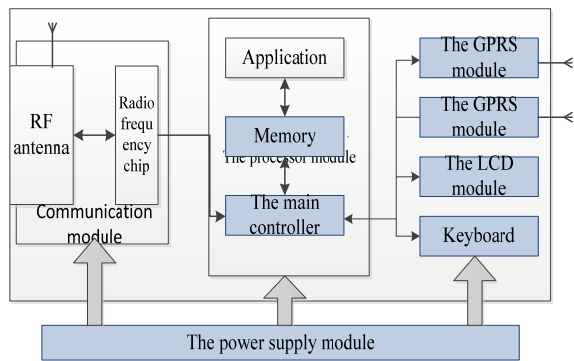 RF
antenna
Radio
frequ
ency
chip
Communication
module
Application
Memory
The processor module
The main
controller
The GPRS
module
The GPRS
module
The LCD
module
Keyboard
The power supply module